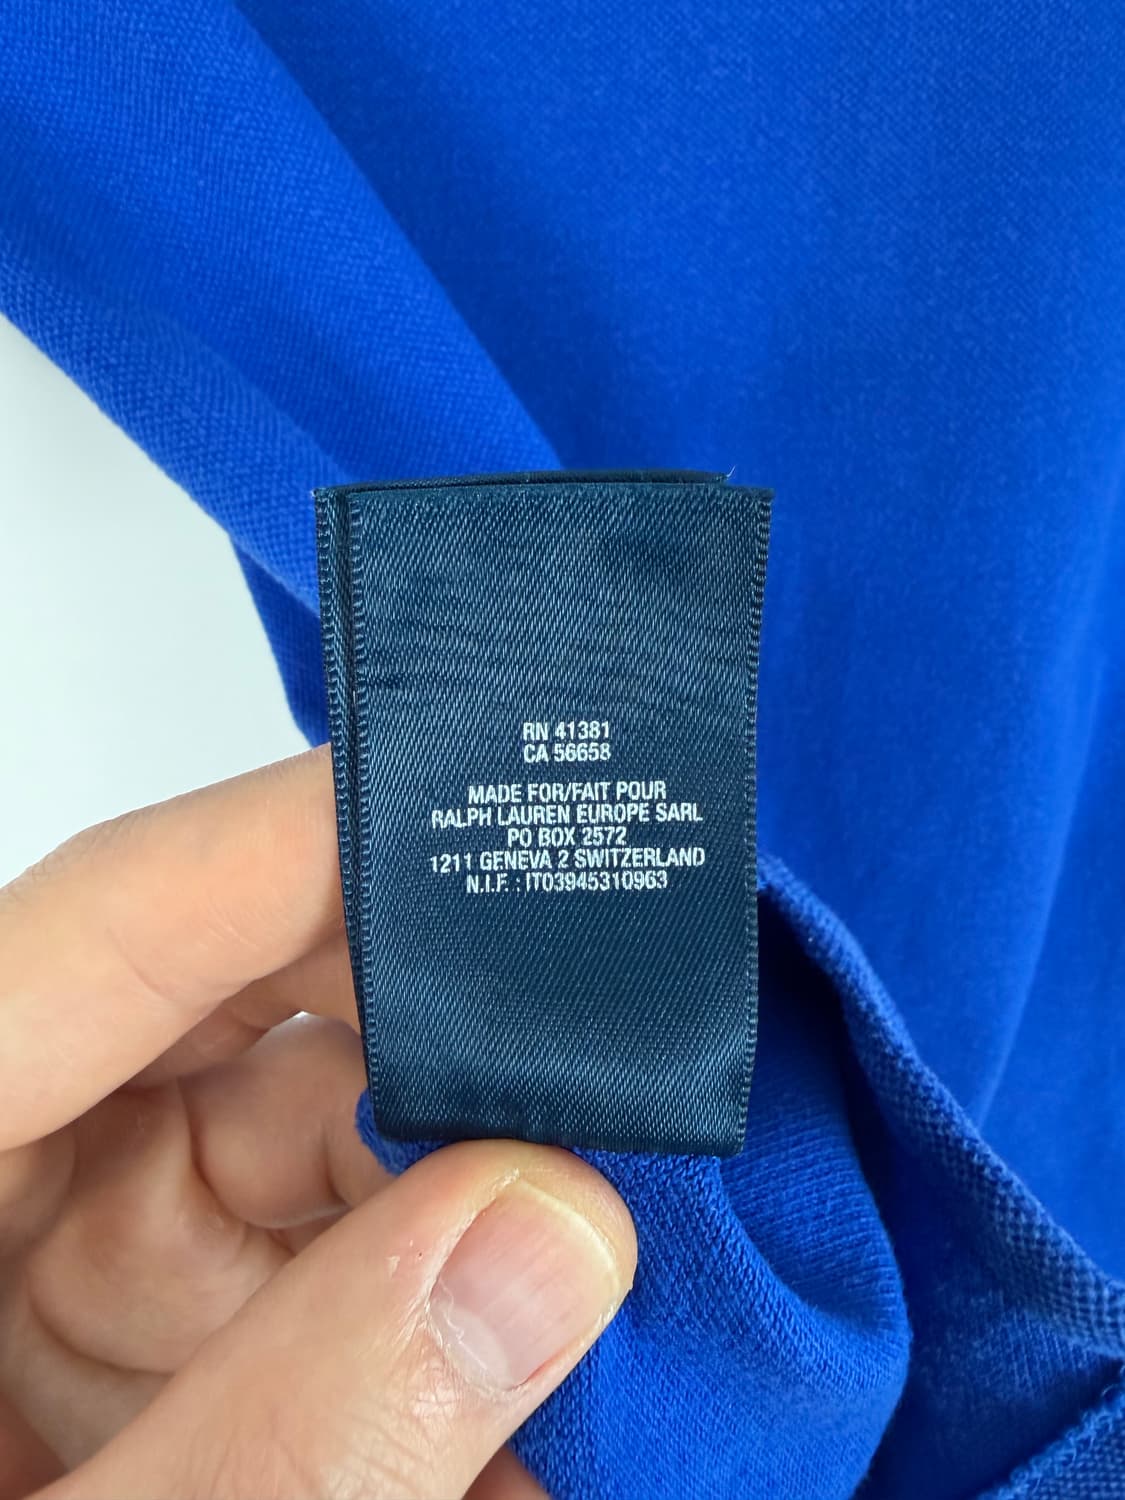 RN 41381
CA 56658
MADE FOR/FAIT POUR
RALPH LAUREN EUROPE SARL
PO BOX 2572
1211 GENEVA 2 SWITZERLAND
N.I.F. : IT03945310963